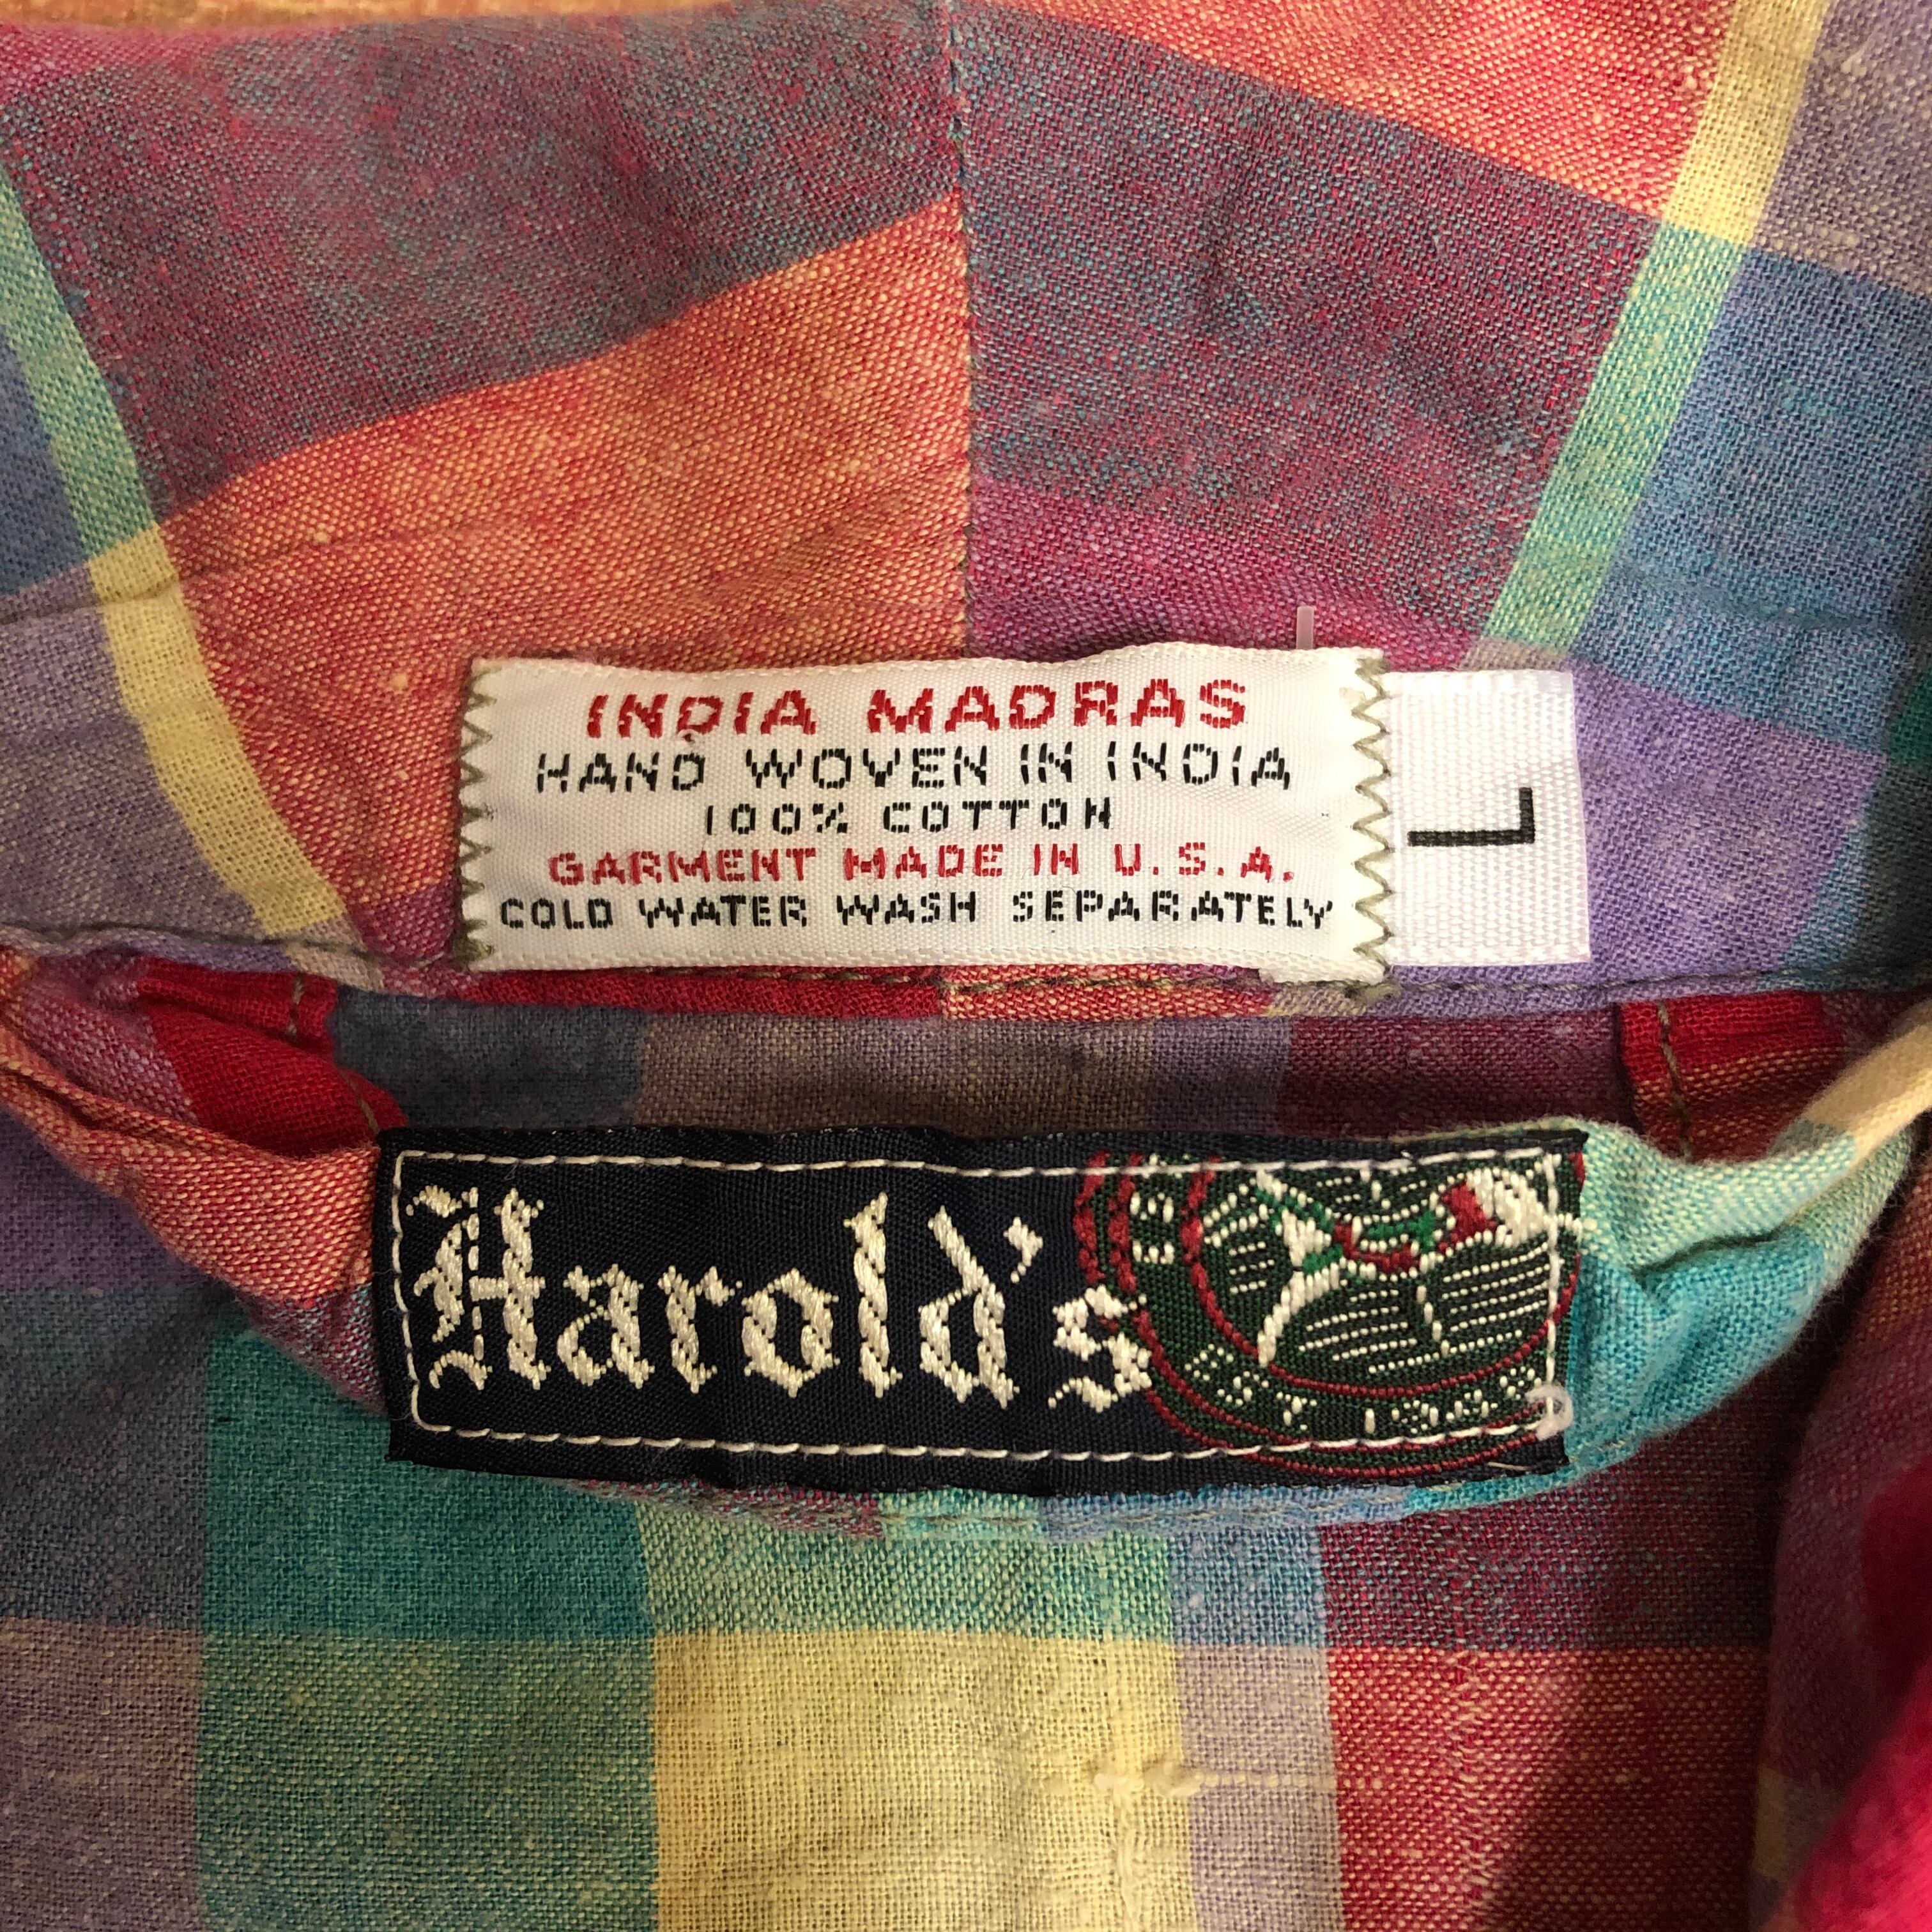 INDIA MADRAS
HAND WOVEN IN INDIA
100% COTTON
GARMENT MADE IN U.S.A.
COLD WATER WASH SEPARATELY
L
Harold's